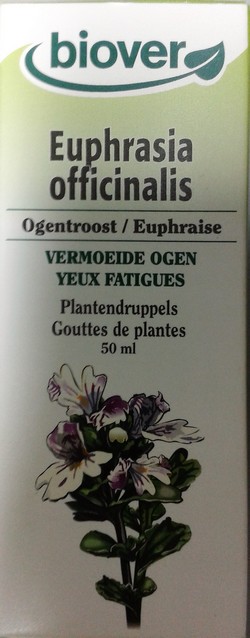 biover
Euphrasia
officinalis
Ogentroost / Euphraise
VERMOEIDE OGEN
YEUX FATIGUES
Plantendruppels
Gouttes de plantes
50 ml